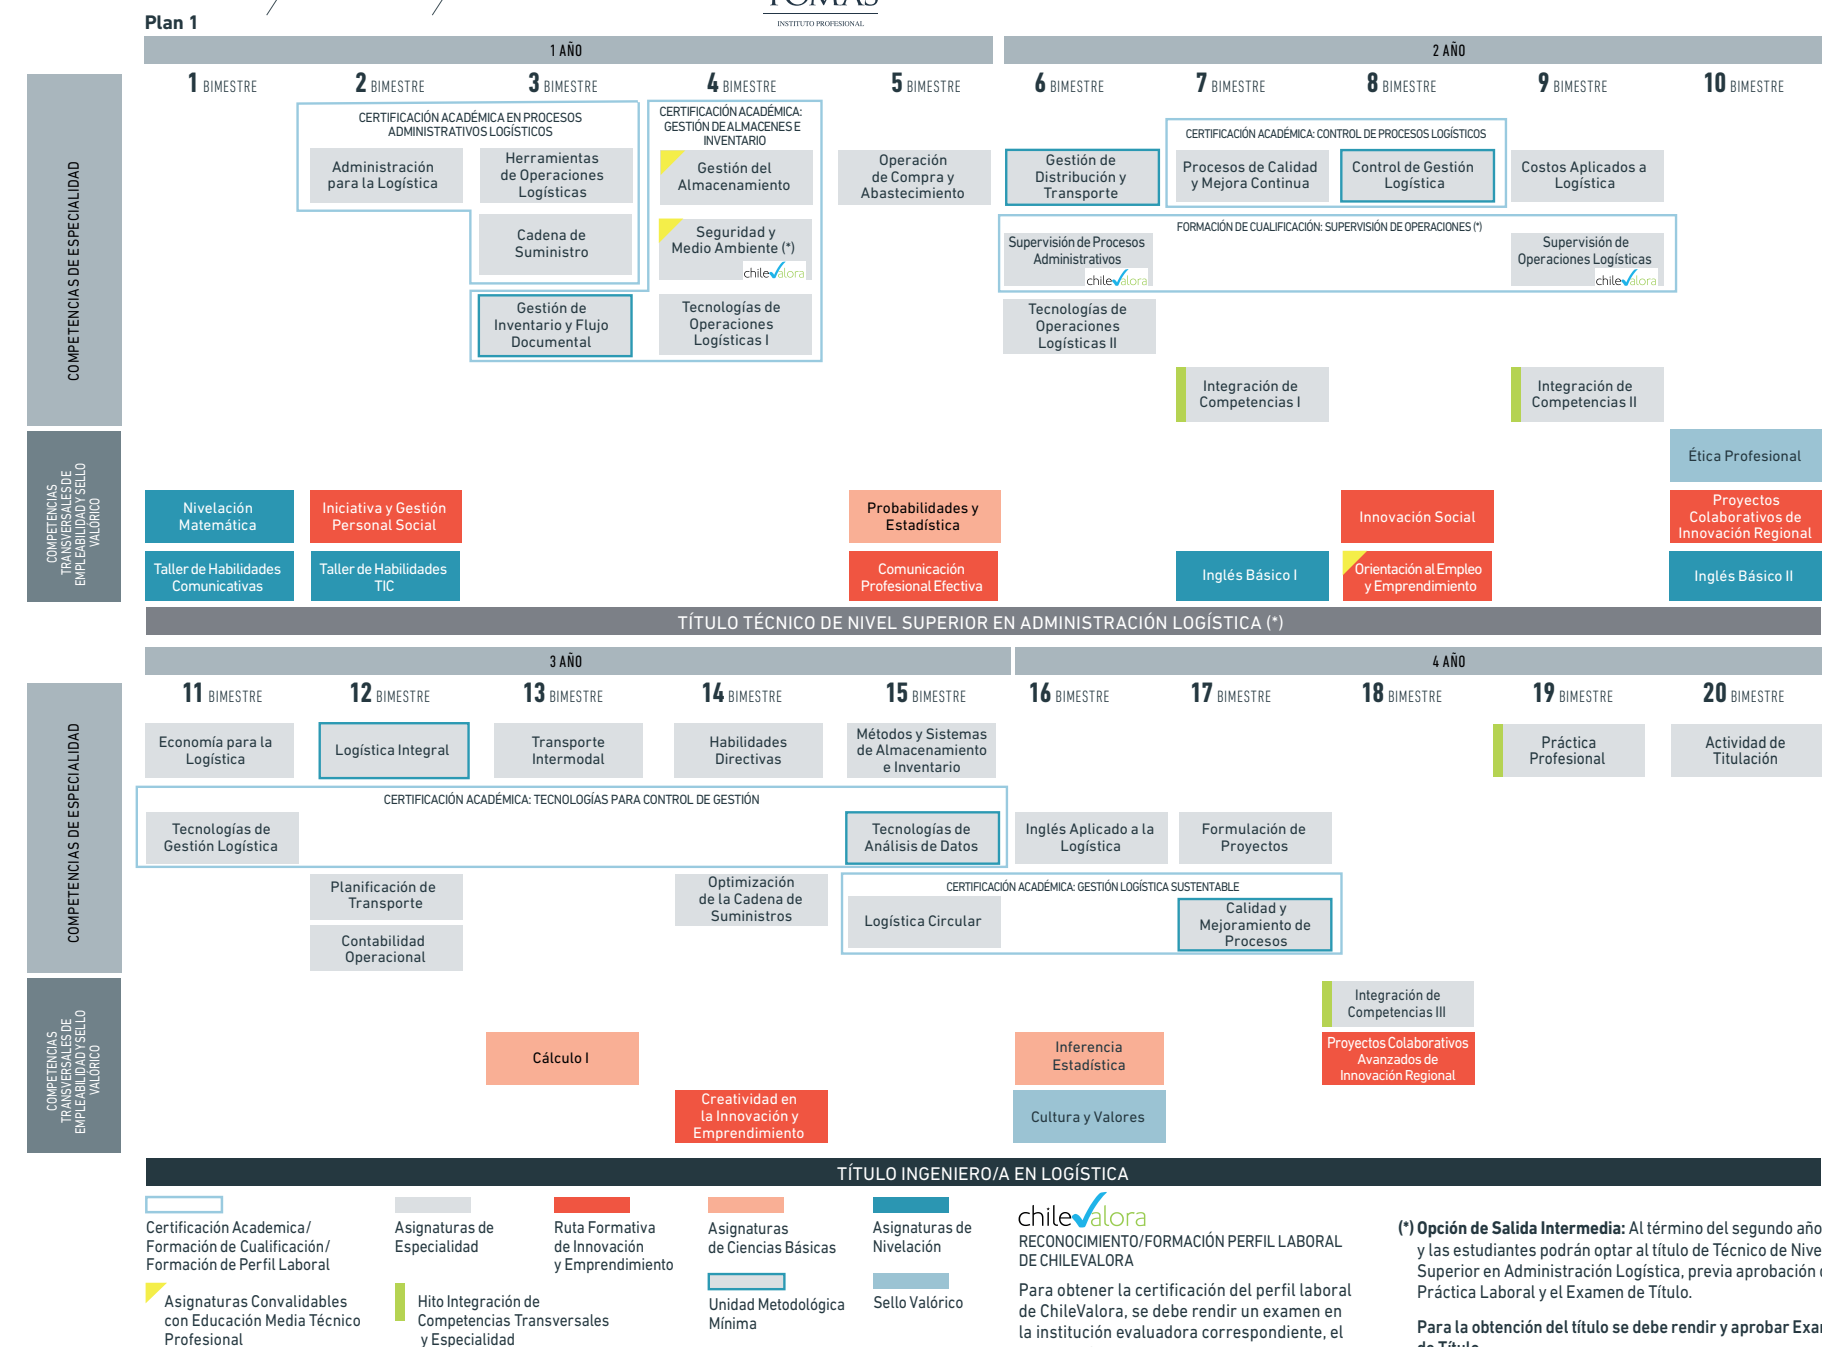 TOMÁS
INSTITUTO PROFESIONAL
Plan 1
1 AÑO
2 AÑO
1 BIMESTRE
2 BIMESTRE
3 BIMESTRE
4 BIMESTRE
5 BIMESTRE
6 BIMESTRE
7 BIMESTRE
8 BIMESTRE
9 BIMESTRE
10 BIMESTRE
COMPETENCIAS DE ESPECIALIDAD
CERTIFICACIÓN ACADÉMICA EN PROCESOS
ADMINISTRATIVOS LOGÍSTICOS
Administración
para la Logística
Herramientas
de Operaciones
Logísticas
Cadena de
Suministro
CERTIFICACIÓN ACADÉMICA:
GESTIÓN DE ALMACENES E
INVENTARIO
Gestión del
Almacenamiento
Seguridad y
Medio Ambiente (*)
chilevalora
Gestión de
Inventario y Flujo
Documental
Tecnologías de
Operaciones
Logísticas I
Operación
de Compra y
Abastecimiento
Gestión de
Distribución y
Transporte
CERTIFICACIÓN ACADÉMICA: CONTROL DE PROCESOS LOGÍSTICOS
Procesos de Calidad
y Mejora Continua
Control de Gestión
Logística
Costos Aplicados a
Logística
FORMACIÓN DE CUALIFICACIÓN: SUPERVISIÓN DE OPERACIONES (*)
Supervisión de Procesos
Administrativos
chilevalora
Supervisión de
Operaciones Logísticas
chilevalora
Tecnologías de
Operaciones
Logísticas II
Integración de
Competencias I
Integración de
Competencias II
COMPETENCIAS
TRANSVERSALES DE
EMPLEABILIDAD Y SELLO
VALÓRICO
Ética Profesional
Nivelación
Matemática
Iniciativa y Gestión
Personal Social
Probabilidades y
Estadística
Innovación Social
Proyectos
Colaborativos de
Innovación Regional
Taller de Habilidades
Comunicativas
Taller de Habilidades
TIC
Comunicación
Profesional Efectiva
Inglés Básico I
Orientación al Empleo
y Emprendimiento
Inglés Básico II
TÍTULO TÉCNICO DE NIVEL SUPERIOR EN ADMINISTRACIÓN LOGÍSTICA (*)
3 AÑO
4 AÑO
11 BIMESTRE
12 BIMESTRE
13 BIMESTRE
14 BIMESTRE
15 BIMESTRE
16 BIMESTRE
17 BIMESTRE
18 BIMESTRE
19 BIMESTRE
20 BIMESTRE
COMPETENCIAS DE ESPECIALIDAD
Economía para la
Logística
Logística Integral
Transporte
Intermodal
Habilidades
Directivas
Métodos y Sistemas
de Almacenamiento
e Inventario
Práctica
Profesional
Actividad de
Titulación
CERTIFICACIÓN ACADÉMICA: TECNOLOGÍAS PARA CONTROL DE GESTIÓN
Tecnologías de
Gestión Logística
Tecnologías de
Análisis de Datos
Inglés Aplicado a la
Logística
Formulación de
Proyectos
Planificación de
Transporte
Optimización
de la Cadena de
Suministros
CERTIFICACIÓN ACADÉMICA: GESTIÓN LOGÍSTICA SUSTENTABLE
Logística Circular
Calidad y
Mejoramiento de
Procesos
Contabilidad
Operacional
COMPETENCIAS
TRANSVERSALES DE
EMPLEABILIDAD Y SELLO
VALÓRICO
Integración de
Competencias III
Cálculo I
Inferencia
Estadística
Proyectos Colaborativos
Avanzados de
Innovación Regional
Creatividad en
la Innovación y
Emprendimiento
Cultura y Valores
TÍTULO INGENIERO/A EN LOGÍSTICA
Certificación Academica/
Formación de Cualificación/
Formación de Perfil Laboral
Asignaturas de
Especialidad
Ruta Formativa
de Innovación
y Emprendimiento
Asignaturas
de Ciencias Básicas
Asignaturas de
Nivelación
Asignaturas Convalidables
con Educación Media Técnico
Profesional
Hito Integración de
Competencias Transversales
y Especialidad
Unidad Metodológica
Mínima
Sello Valórico
chilevalora
RECONOCIMIENTO/FORMACIÓN PERFIL LABORAL
DE CHILEVALORA
Para obtener la certificación del perfil laboral
de ChileValora, se debe rendir un examen en
la institución evaluadora correspondiente, el
(*) Opción de Salida Intermedia: Al término del segundo año
y las estudiantes podrán optar al título de Técnico de Nive
Superior en Administración Logística, previa aprobación
Práctica Laboral y el Examen de Título.
Para la obtención del título se debe rendir y aprobar Exa
de Título